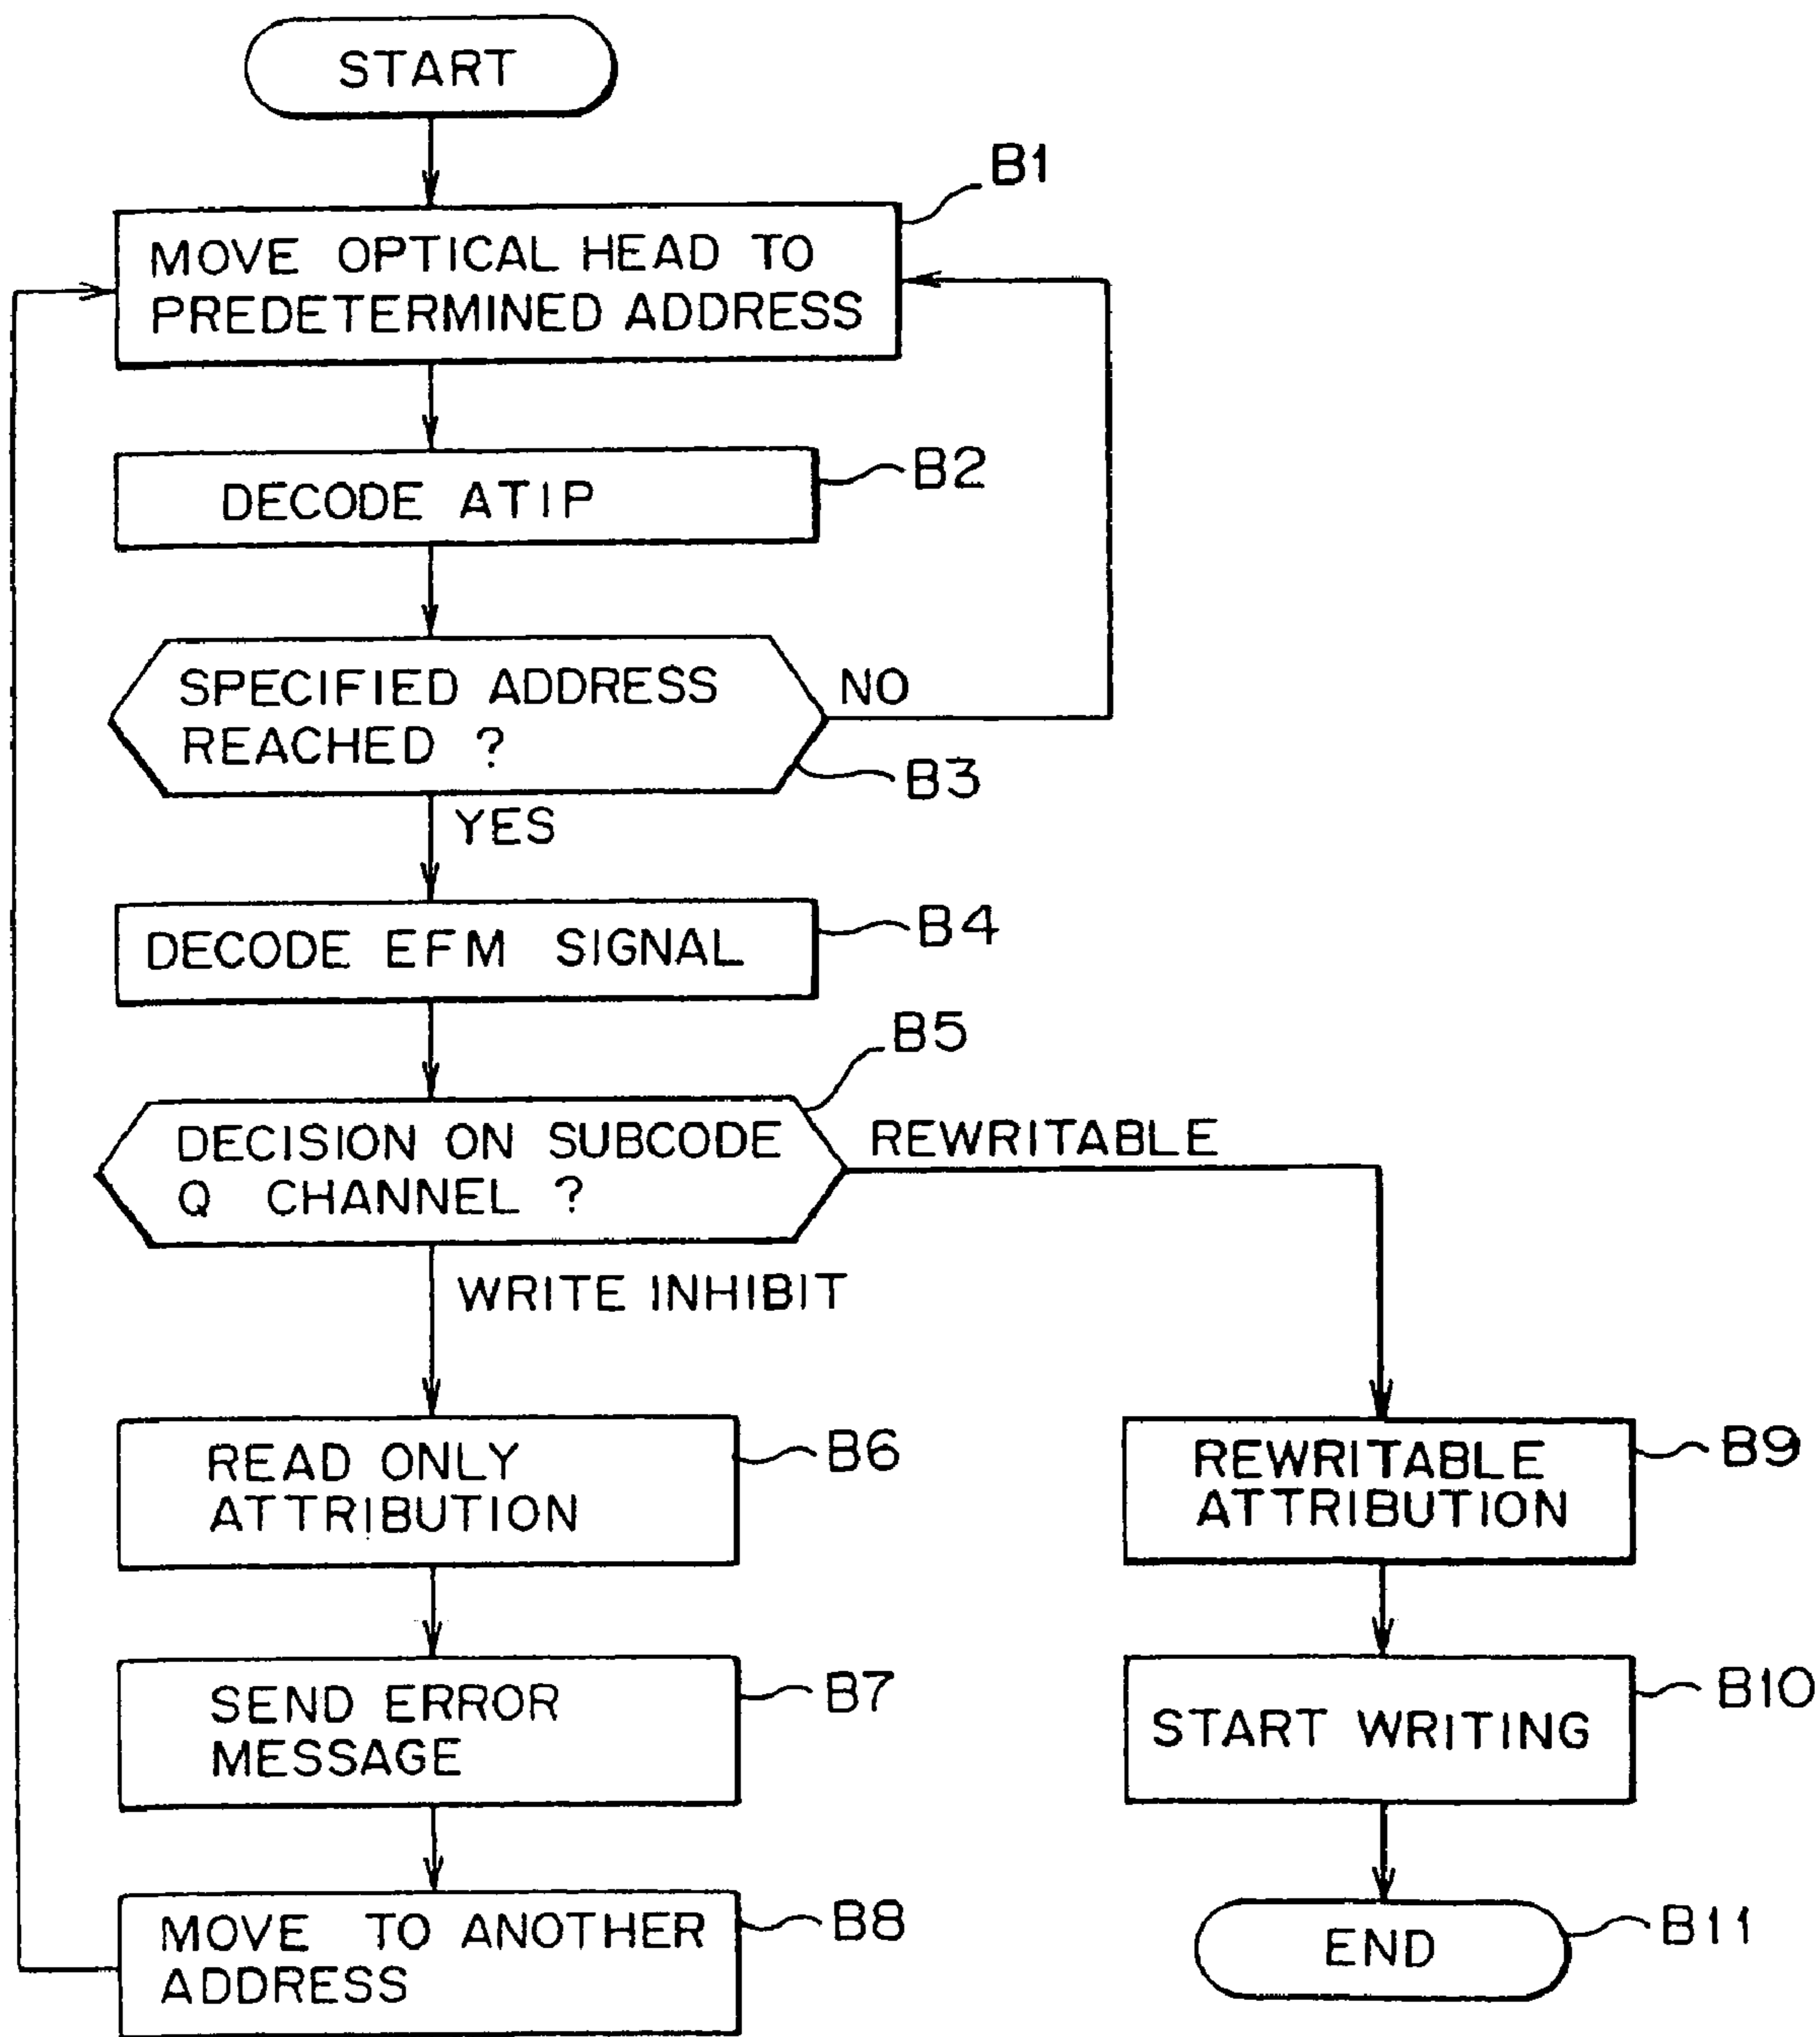 START
B1
MOVE OPTICAL HEAD TO
PREDETERMINED ADDRESS
B2
DECODE ATIP
SPECIFIED ADDRESS
REACHED ?
NO
B3
YES
B4
DECODE EFM SIGNAL
B5
DECISION ON SUBCODE
Q CHANNEL ?
REWRITABLE
WRITE INHIBIT
READ ONLY
ATTRIBUTION
B6
REWRITABLE
ATTRIBUTION
B9
SEND ERROR
MESSAGE
B7
START WRITING
B10
MOVE TO ANOTHER
ADDRESS
B8
END
B11